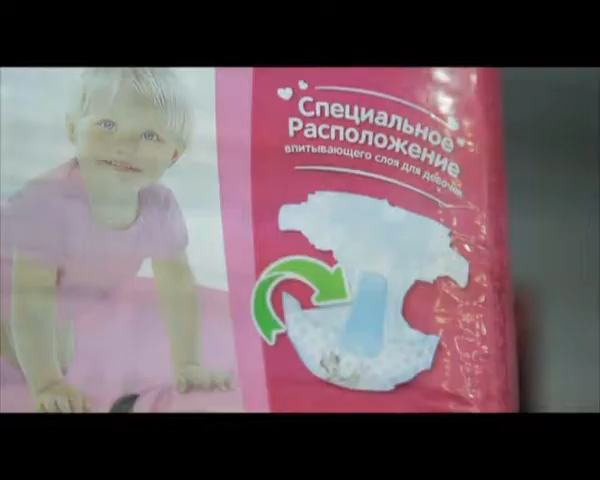 Специальное
Расположение
впитывающего слоя для девочек